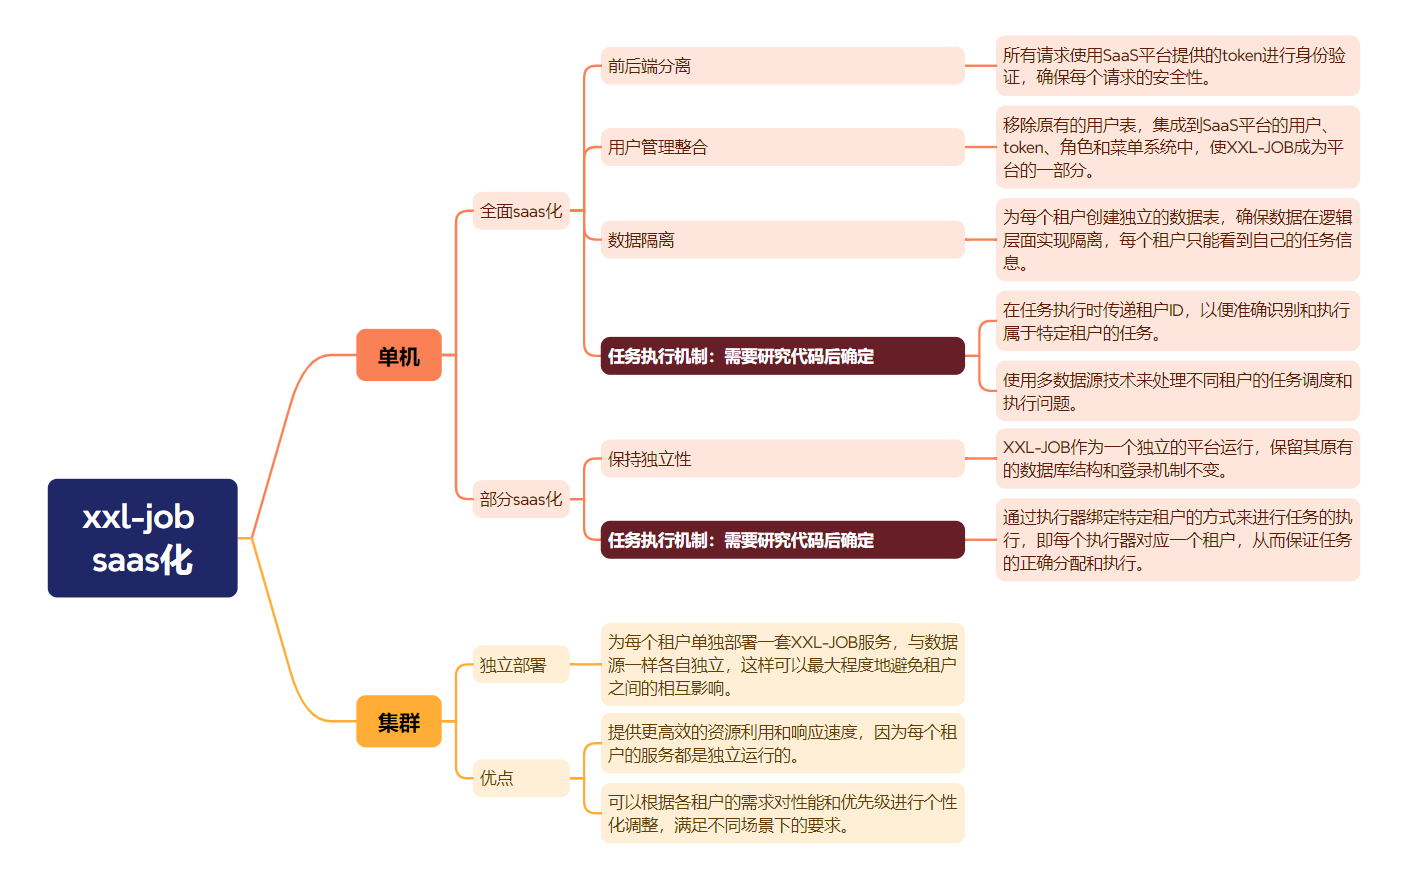 xxl-job
saas化
单机
全面saas化
前后端分离
所有请求使用SaaS平台提供的token进行身份验
证，确保每个请求的安全性。
用户管理整合
移除原有的用户表，集成到SaaS平台的用户、
token、角色和菜单系统中，使XXL-JOB成为平
台的一部分。
数据隔离
为每个租户创建独立的数据表，确保数据在逻辑
层面实现隔离，每个租户只能看到自己的任务信
息。
任务执行机制：需要研究代码后确定
在任务执行时传递租户ID，以便准确识别和执行
属于特定租户的任务。
使用多数据源技术来处理不同租户的任务调度和
执行问题。
部分saas化
保持独立性
XXL-JOB作为一个独立的平台运行，保留其原有
的数据库结构和登录机制不变。
任务执行机制：需要研究代码后确定
通过执行器绑定特定租户的方式来进行任务的执
行，即每个执行器对应一个租户，从而保证任务
的正确分配和执行。
集群
独立部署
为每个租户单独部署一套XXL-JOB服务，与数据
源一样各自独立，这样可以最大程度地避免租户
之间的相互影响。
优点
提供更高效的资源利用和响应速度，因为每个租
户的服务都是独立运行的。
可以根据各租户的需求对性能和优先级进行个性
化调整，满足不同场景下的要求。